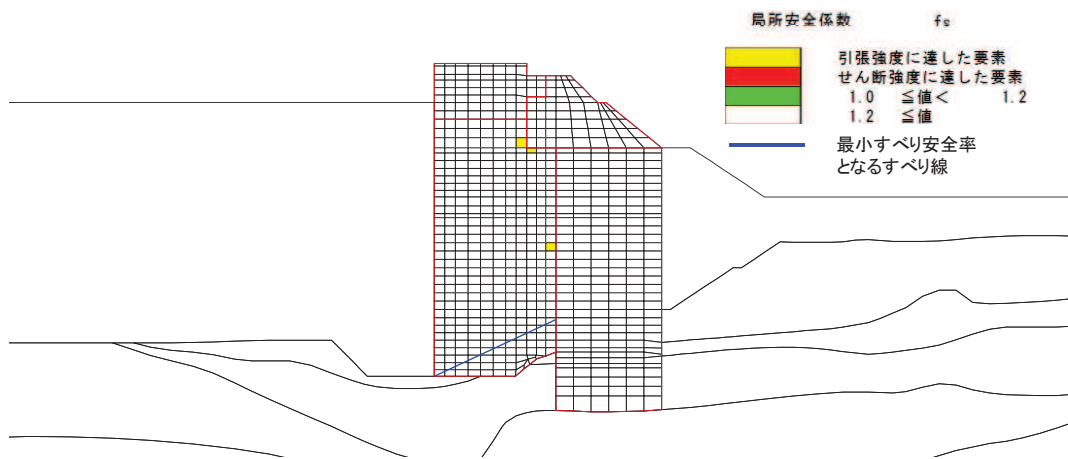 局所安全係数 fs
引張強度に達した要素
せん断強度に達した要素
1.0 ≦値< 1.2
1.2 ≦値
最小すべり安全率
となるすべり線